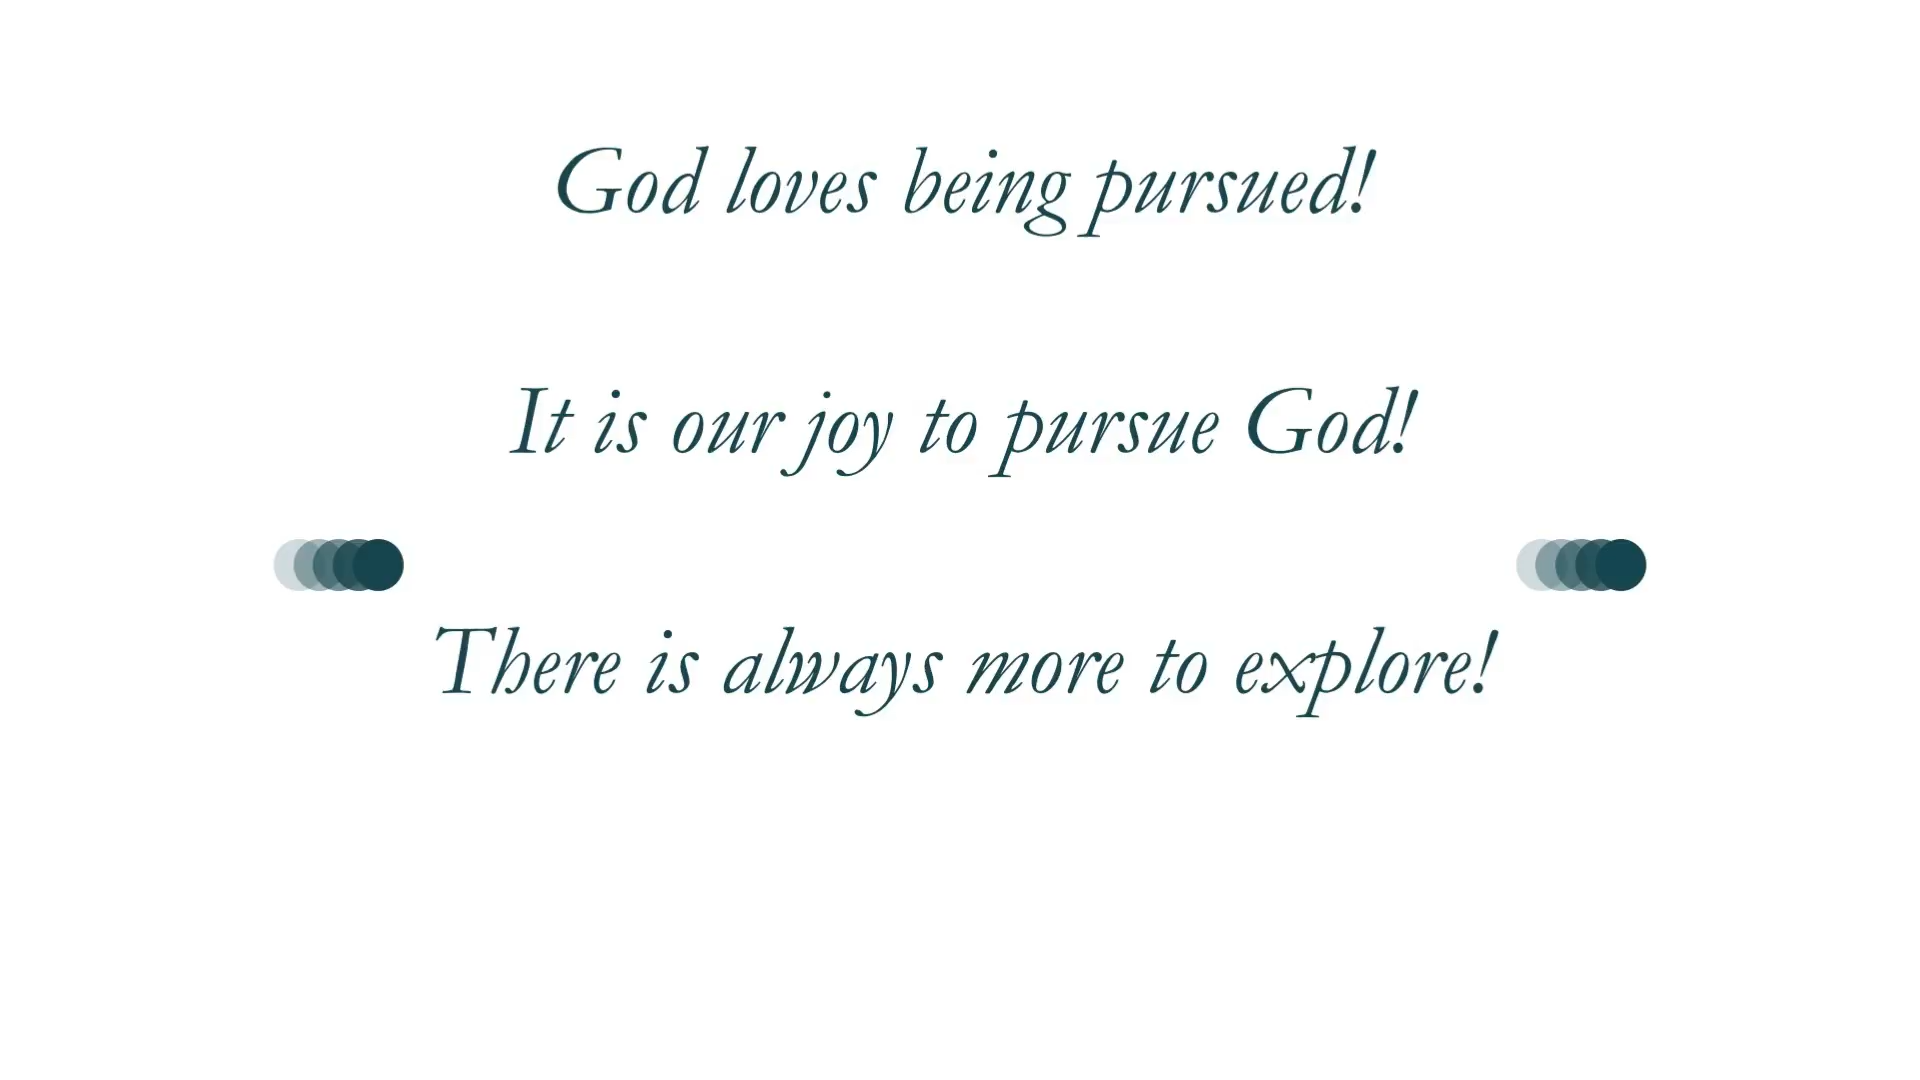 God loves being pursued!
It is our joy to pursue God!
There is always more to explore!